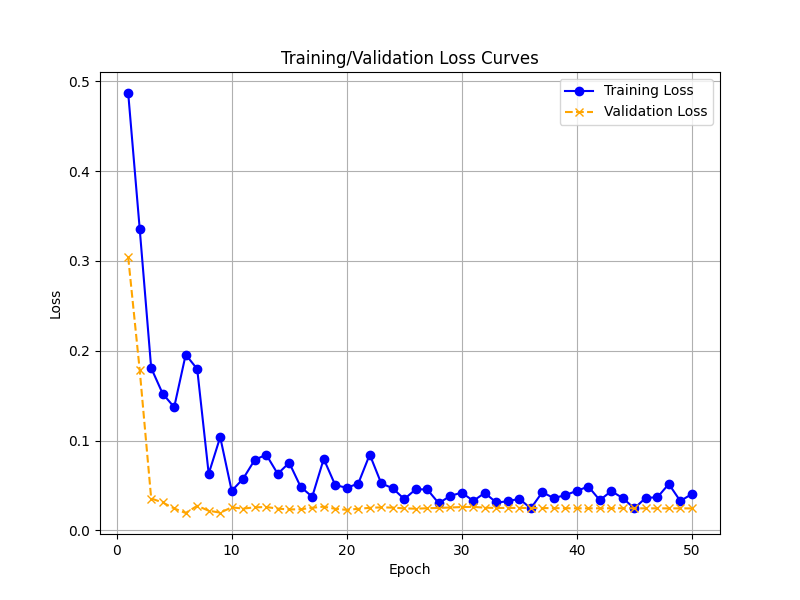 Training/Validation Loss Curves
Training Loss
Validation Loss
0.5
0.4
0.3
0.2
0.1
0.0
Loss
0 10 20 30 40 50
Epoch